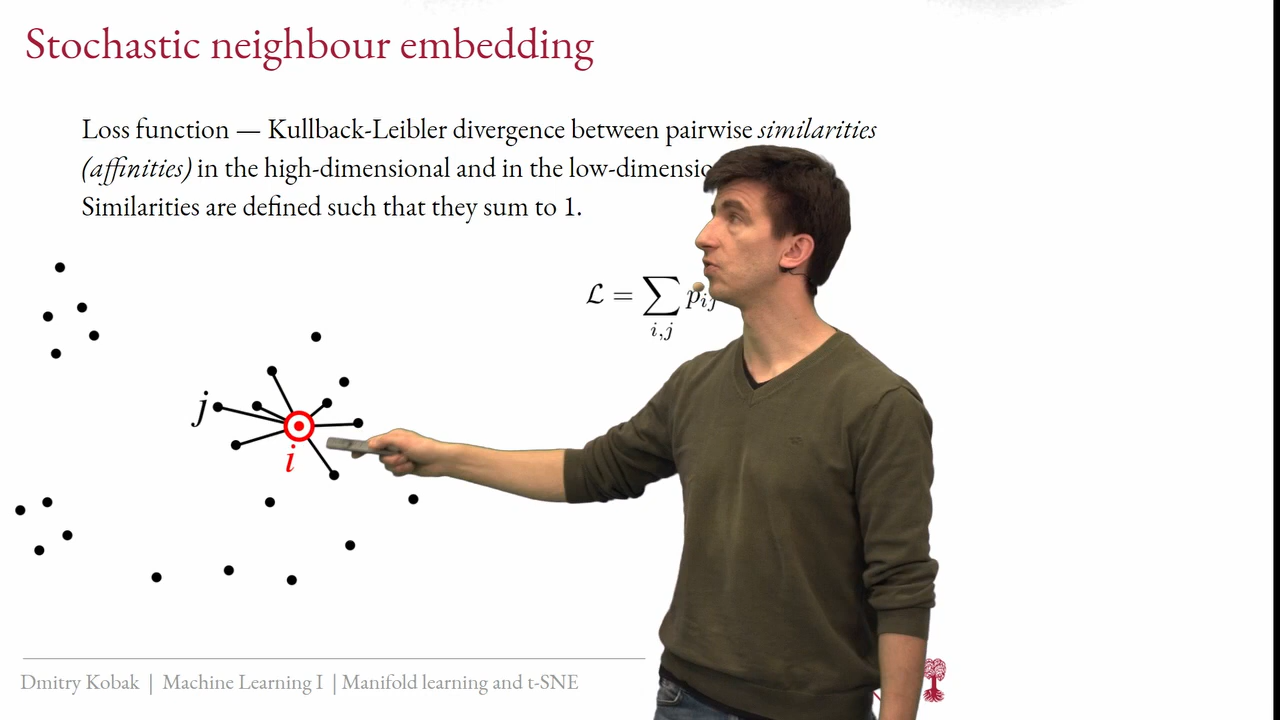 Stochastic neighbour embedding
Loss function — Kullback-Leibler divergence between pairwise similarities
(affinities) in the high-dimensional and in the low-dimensio
Similarities are defined such that they sum to 1.
ℒ = ∑ p_{ij}
i,j
j
i
Dmitry Kobak | Machine Learning I | Manifold learning and t-SNE